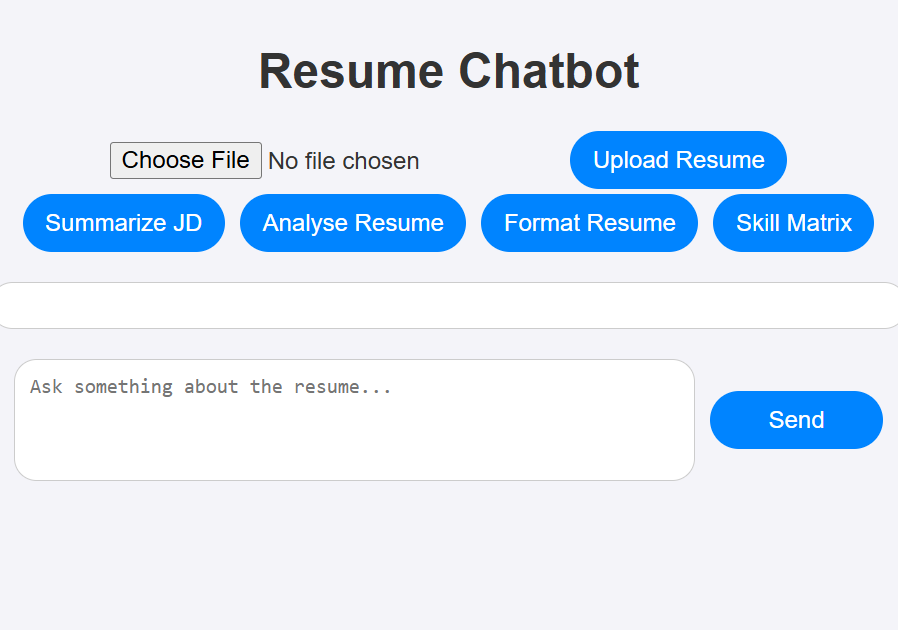 Resume Chatbot
Choose File No file chosen Upload Resume
Summarize JD Analyse Resume Format Resume Skill Matrix
Ask something about the resume...
Send